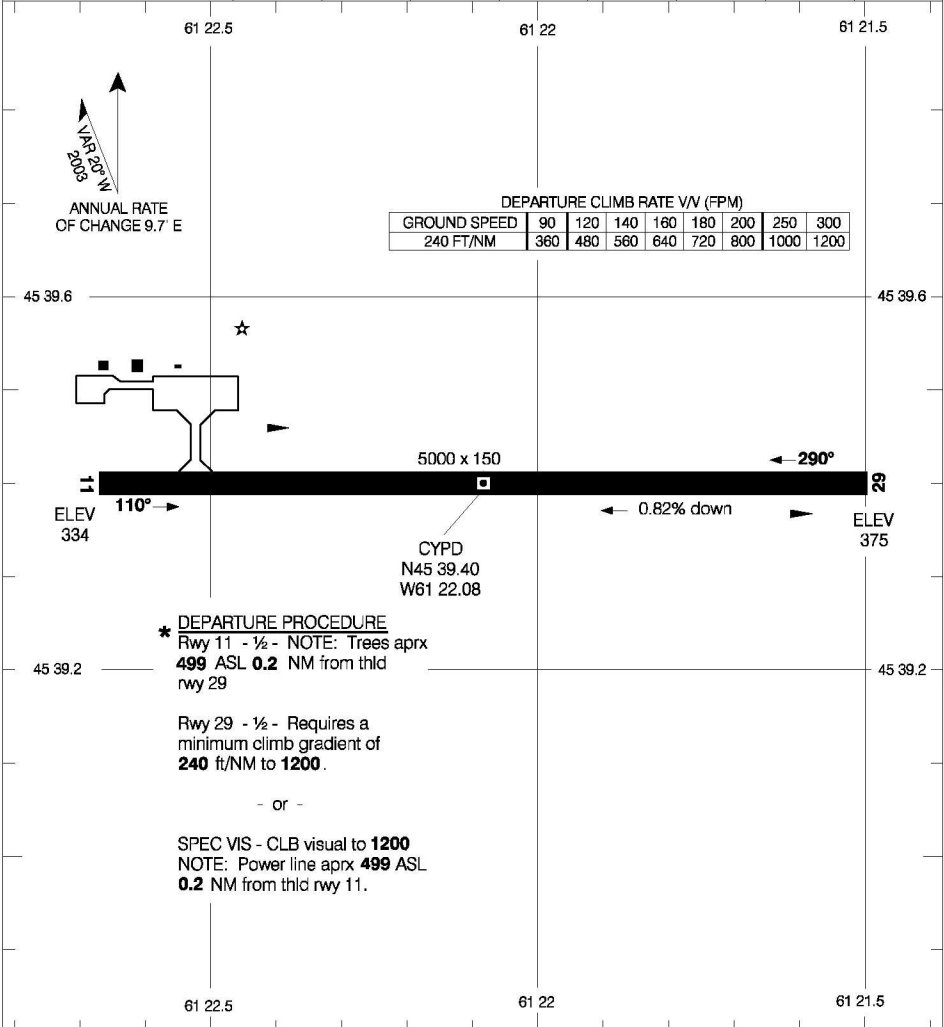 61 22.5
61 22
61 21.5
VAR 20° W
2003
ANNUAL RATE
OF CHANGE 9.7' E
DEPARTURE CLIMB RATE V/V (FPM)
GROUND SPEED 90 120 140 160 180 200 250 300
240 FT/NM 360 480 560 640 720 800 1000 1200
45 39.6
45 39.6
5000 x 150
290°
11
29
110°
0.82% down
ELEV
334
ELEV
375
CYPD
N45 39.40
W61 22.08
* DEPARTURE PROCEDURE
Rwy 11 - ½ - NOTE: Trees aprx
499 ASL 0.2 NM from thld
rwy 29
45 39.2
45 39.2
Rwy 29 - ½ - Requires a
minimum climb gradient of
240 ft/NM to 1200.
- or -
SPEC VIS - CLB visual to 1200
NOTE: Power line aprx 499 ASL
0.2 NM from thld rwy 11.
61 22.5
61 22
61 21.5